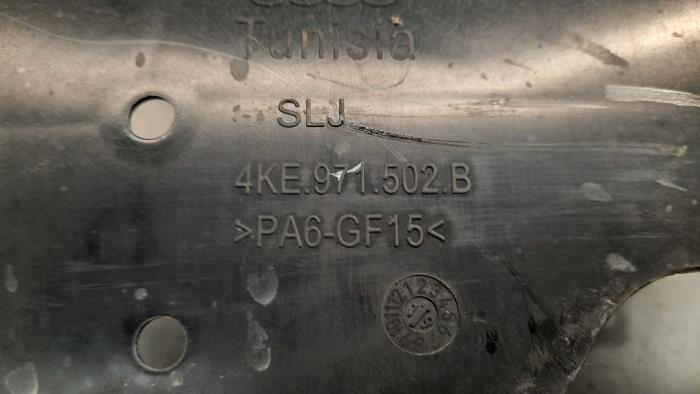 Tunisia
SLJ
4KE.971.502.B
>PA6-GF15<